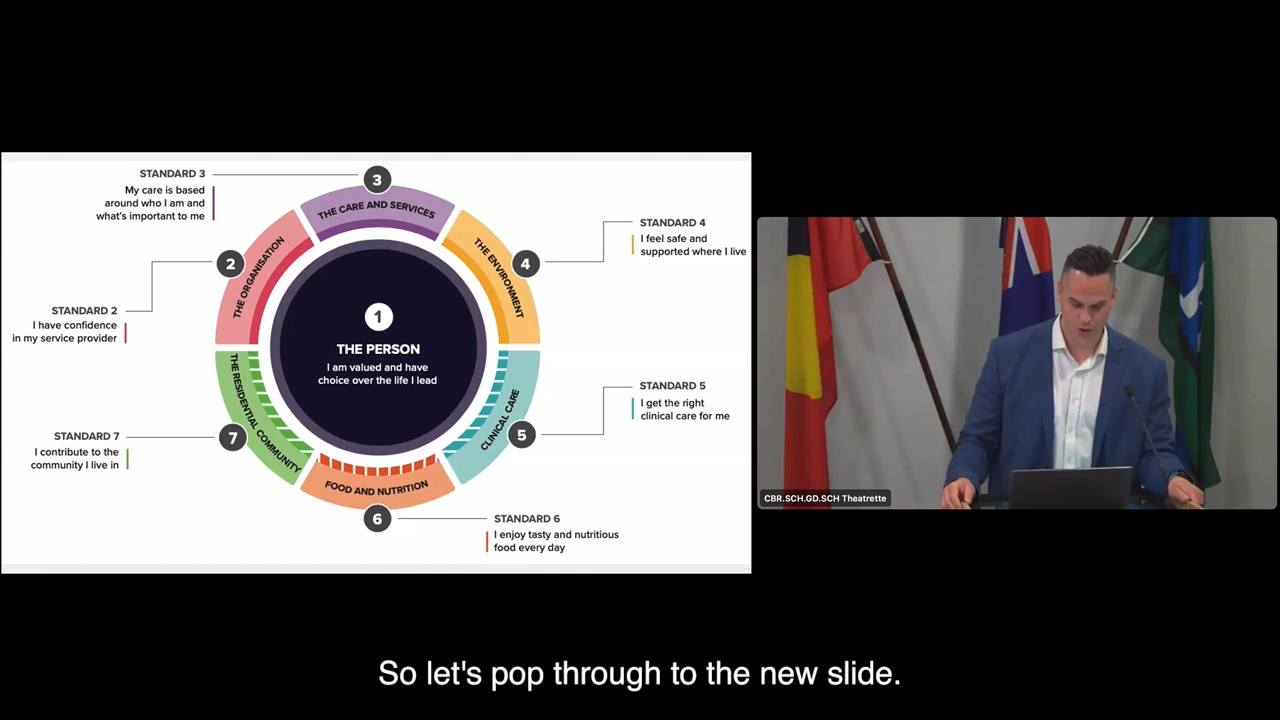 STANDARD 3
My care is based
around who I am and
what's important to me
3
THE CARE AND SERVICES
STANDARD 4
I feel safe and
supported where I live
4
THE ENVIRONMENT
2
THE ORGANISATION
STANDARD 2
I have confidence
in my service provider
1
THE PERSON
I am valued and have
choice over the life I lead
STANDARD 5
I get the right
clinical care for me
5
CLINICAL CARE
7
THE RESIDENTIAL COMMUNITY
STANDARD 7
I contribute to the
community I live in
FOOD AND NUTRITION
6
STANDARD 6
I enjoy tasty and nutritious
food every day
CBR.SCH.GD.SCH Theatrette
So let's pop through to the new slide.